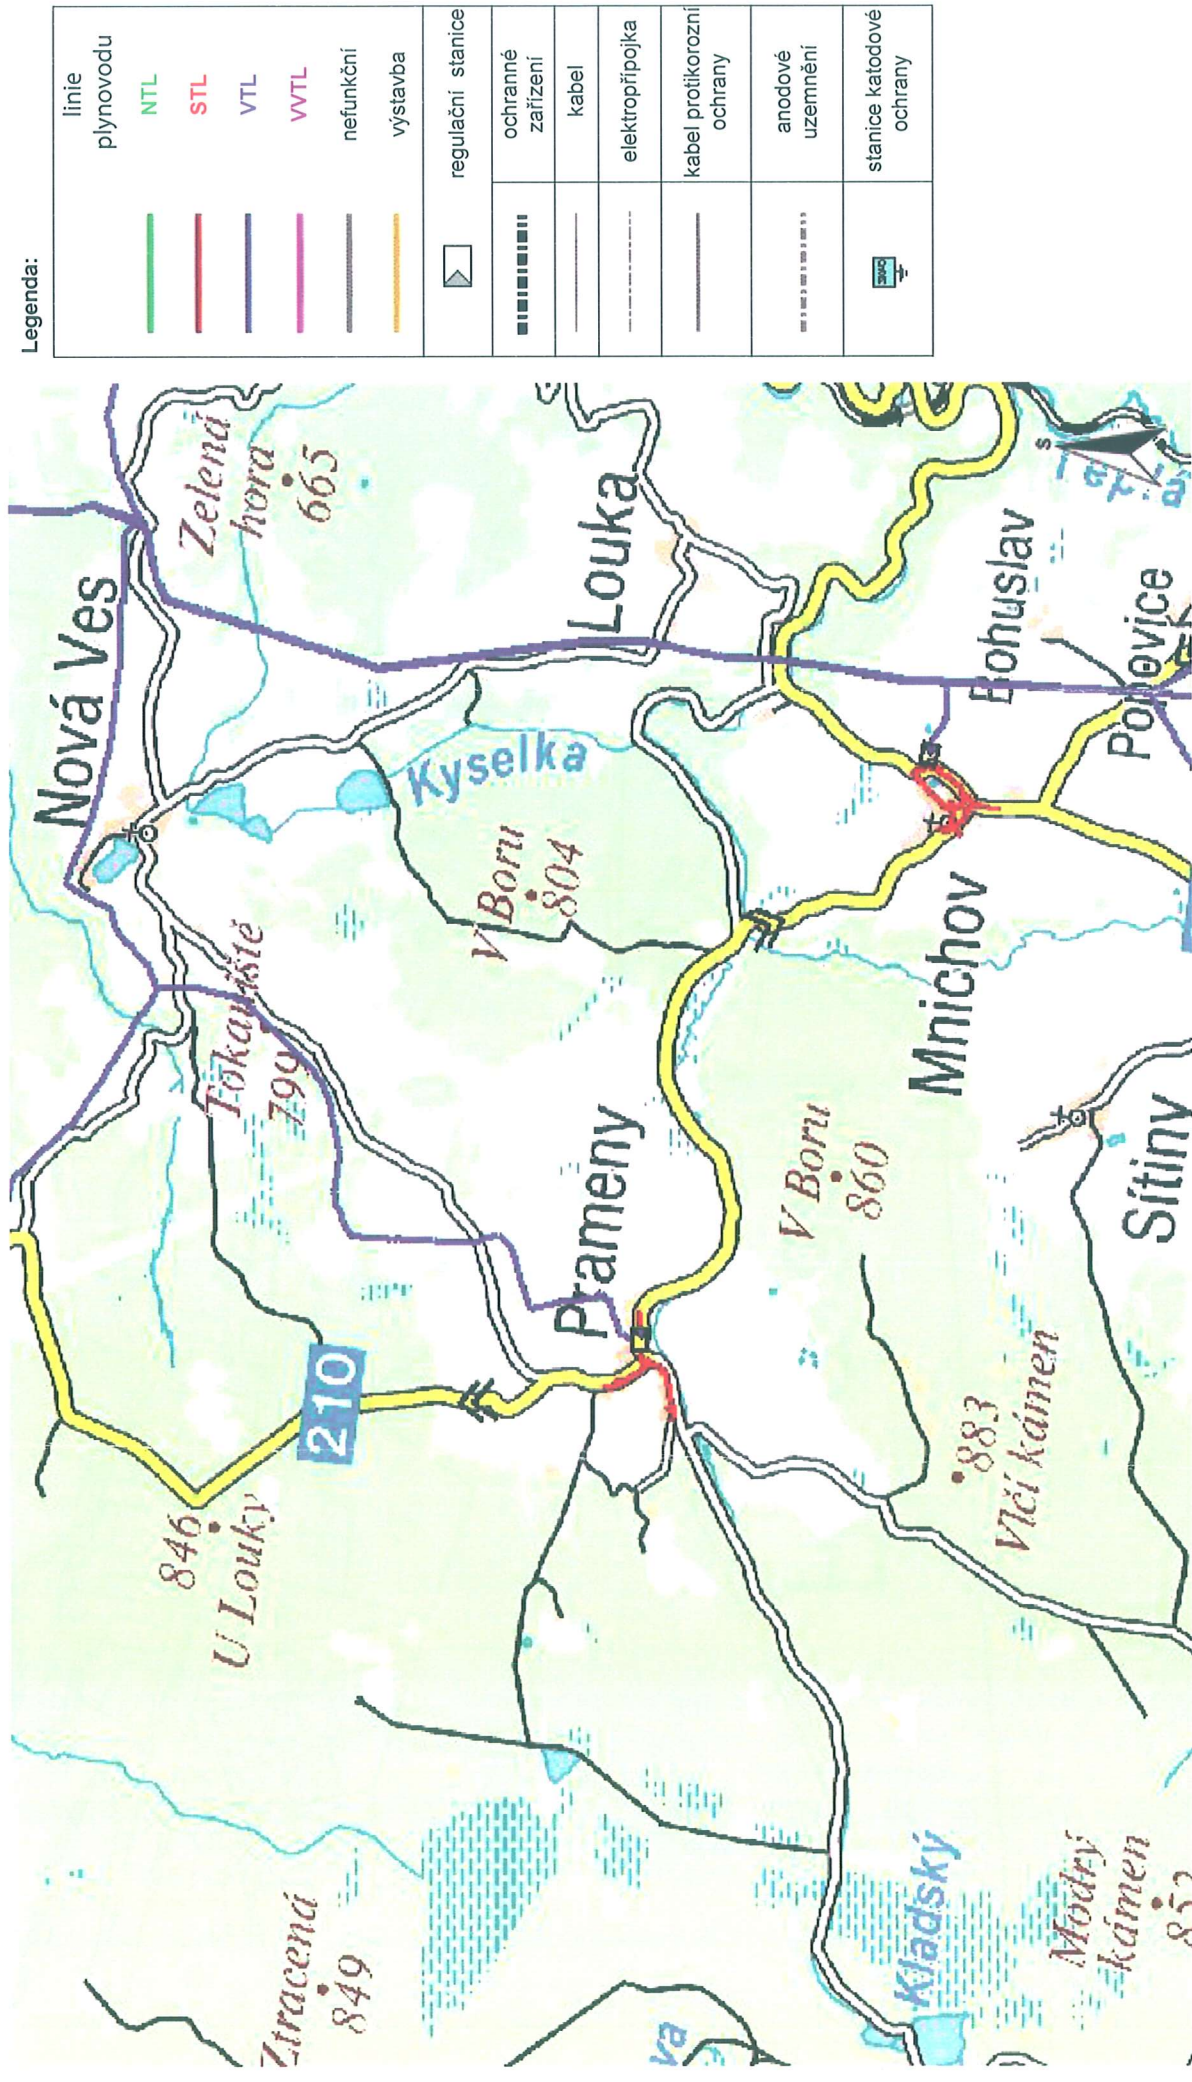 Legenda:
linie
plynovodu
NTL
STL
VTL
VVTL
nefunkční
výstavba
regulační stanice
ochranné
zařízení
kabel
elektropřípojka
kabel protikorozní
ochrany
anodové
uzemnění
stanice katodové
ochrany
Nová Ves
Zelená
hora
665
Louka
Kyselka
V Boru
804
Tokaniště
799
Prameny
V Boru
860
Mnichov
Bohuslav
S
Sítiny
210
846
U Louky
883
Vlčí kámen
Ztracená
849
Kladský
Modrý
kámen
va